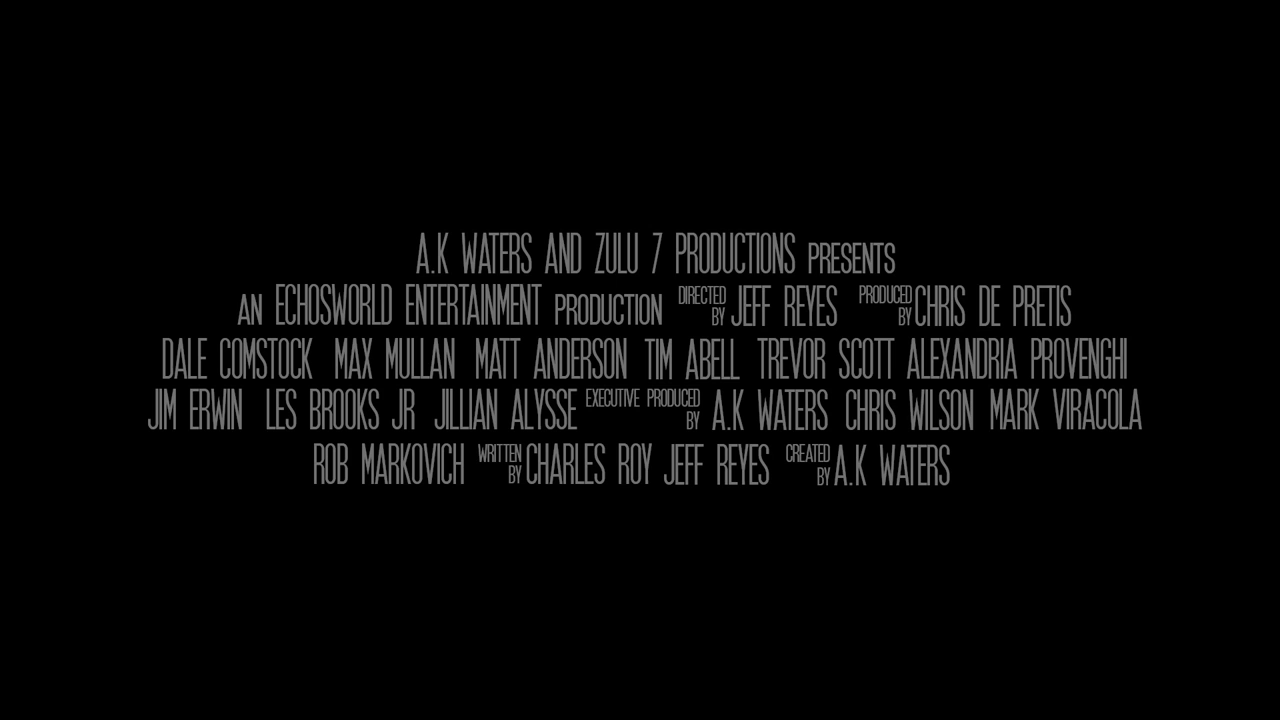 A.K WATERS AND ZULU 7 PRODUCTIONS PRESENTS
AN ECHOSWORLD ENTERTAINMENT PRODUCTION DIRECTED BY JEFF REYES PRODUCED BY CHRIS DE PRETIS
DALE COMSTOCK MAX MULLAN MATT ANDERSON TIM ABELL TREVOR SCOTT ALEXANDRIA PROVENGHI
JIM ERWIN LES BROOKS JR JILLIAN ALYSSE EXECUTIVE PRODUCED BY A.K WATERS CHRIS WILSON MARK VIRACOLA
ROB MARKOVICH WRITTEN BY CHARLES ROY JEFF REYES CREATED BY A.K WATERS